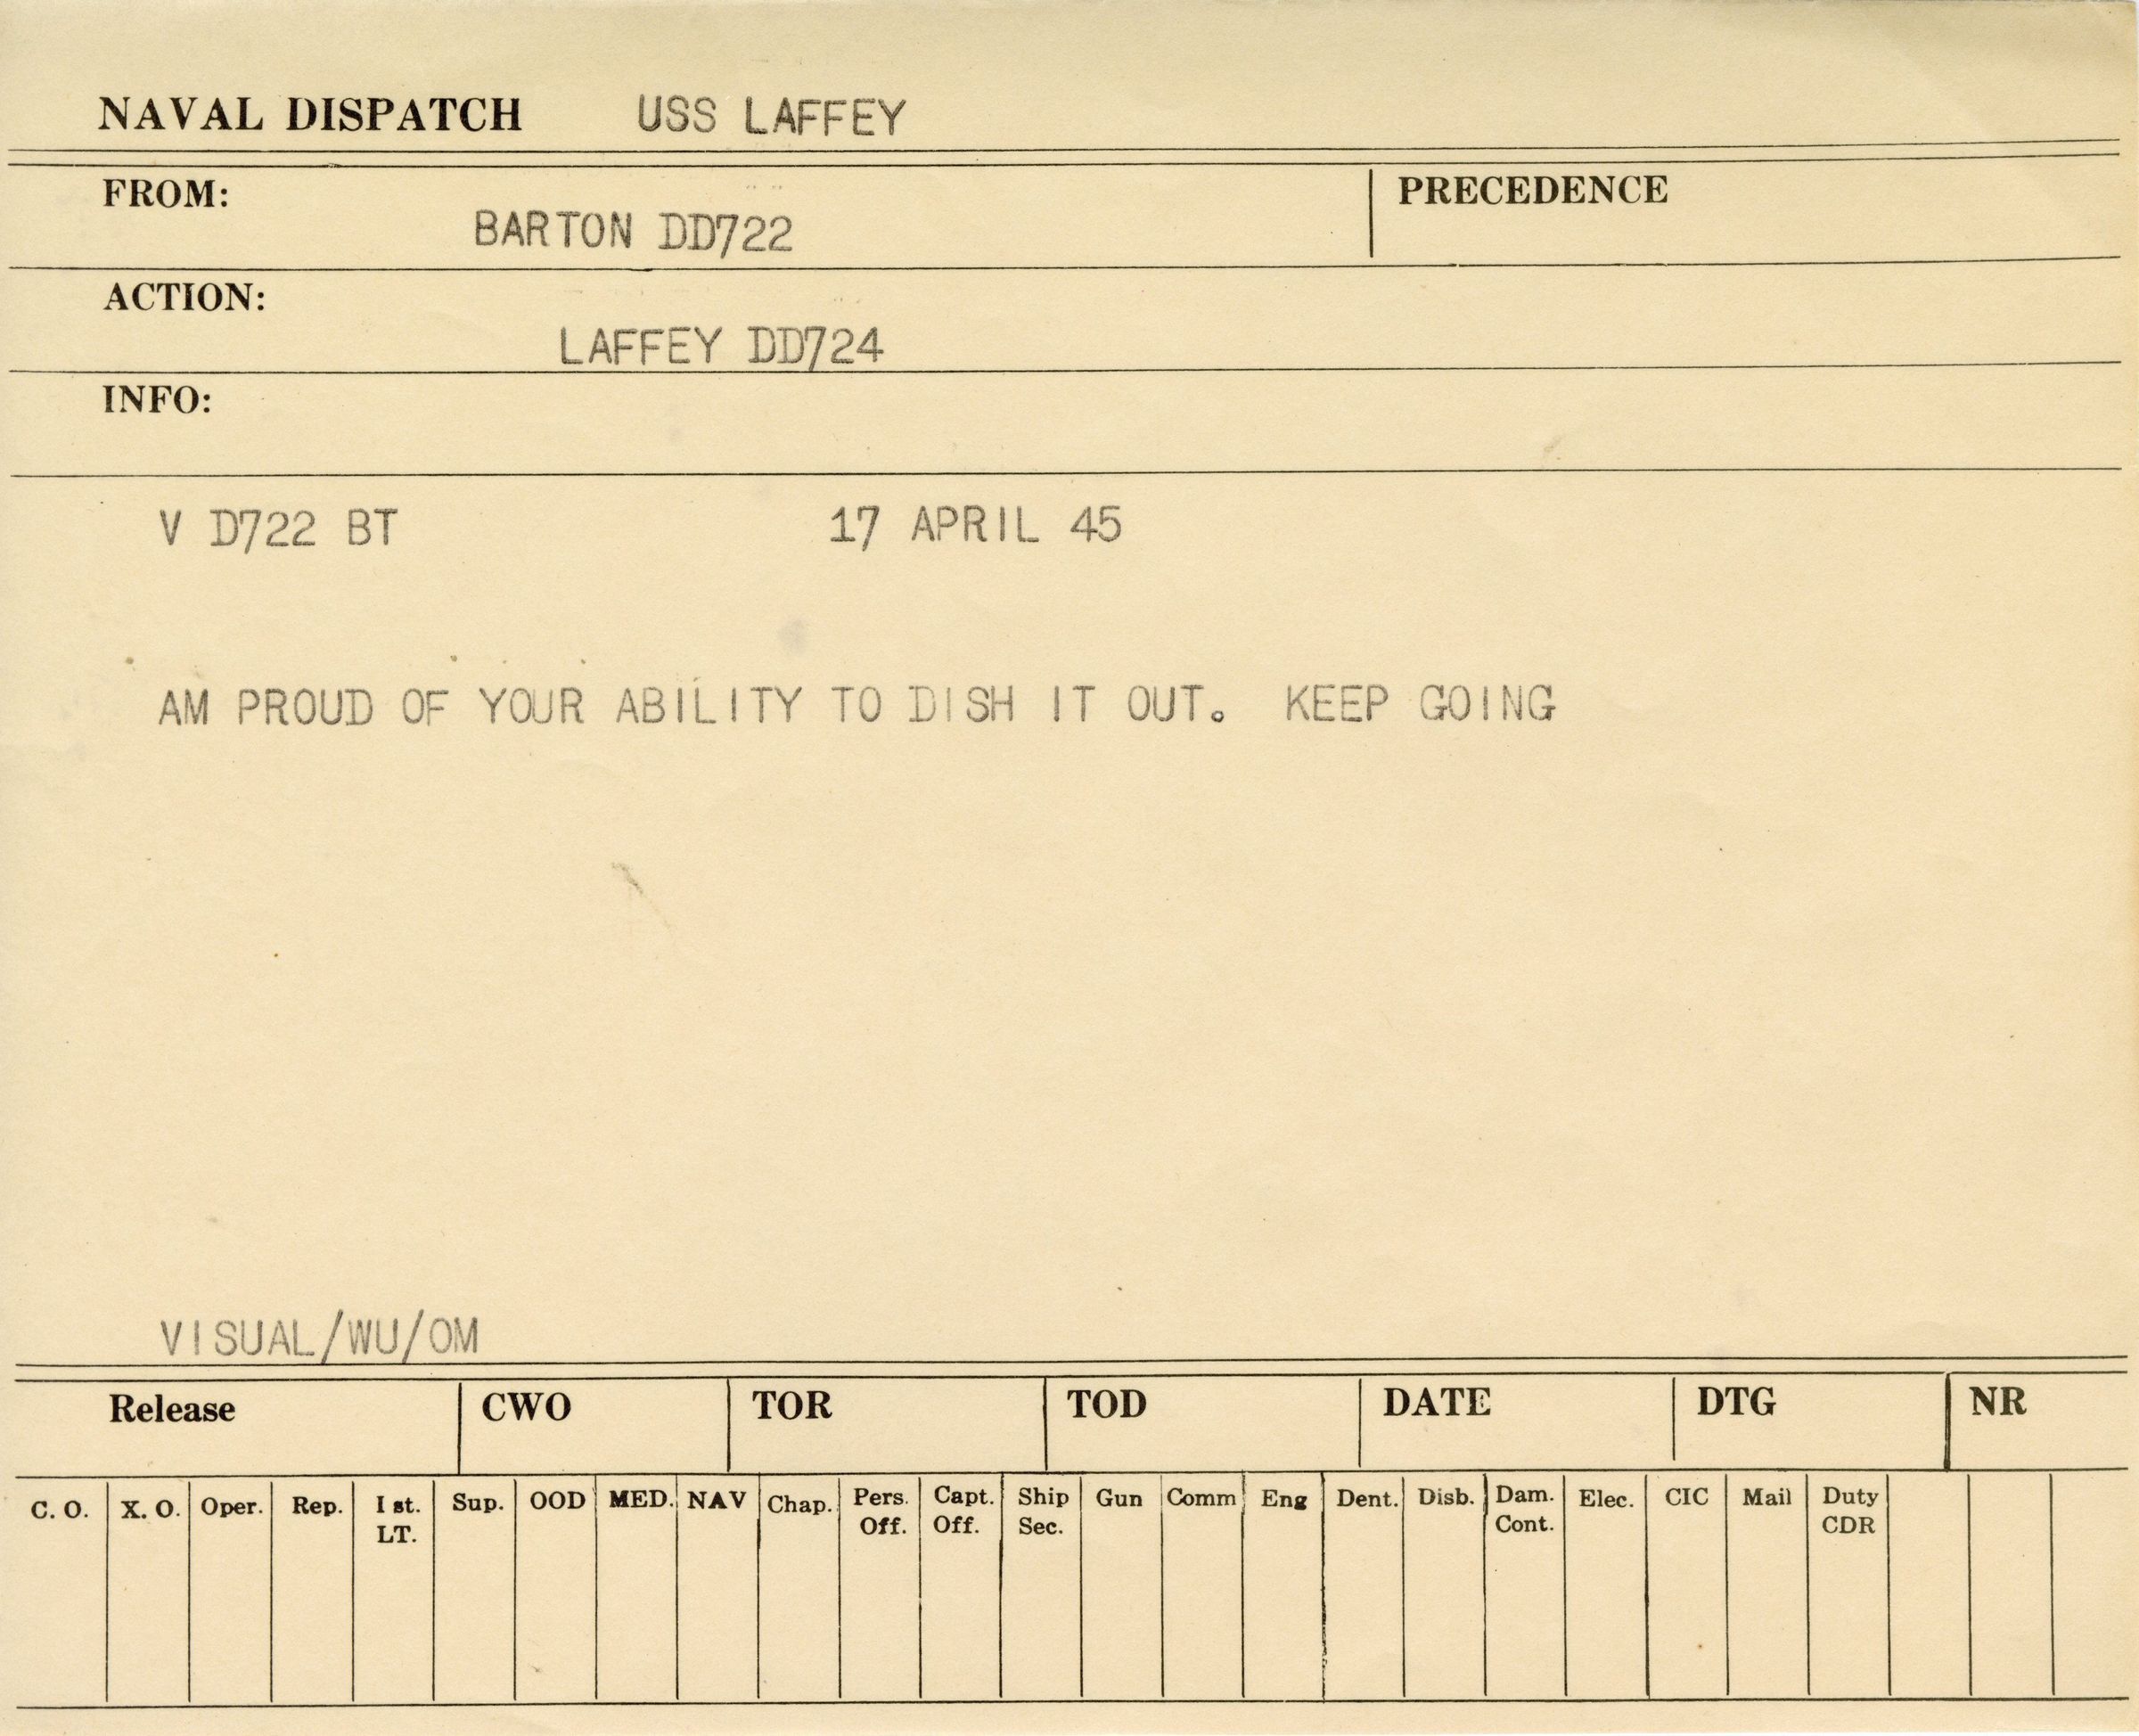 NAVAL DISPATCH USS LAFFEY
FROM: PRECEDENCE
BARTON DD722
ACTION:
LAFFEY DD724
INFO:
V D722 BT 17 APRIL 45
AM PROUD OF YOUR ABILITY TO DISH IT OUT. KEEP GOING
VISUAL/WU/OM
Release CWO TOR TOD DATE DTG NR
C. O. X. O. Oper. Rep. I st. Sup. OOD MED. NAV Chap. Pers. Capt. Ship Gun Comm Eng Dent. Disb. Dam. Elec. CIC Mail Duty
LT. Off. Off. Sec. Cont. CDR